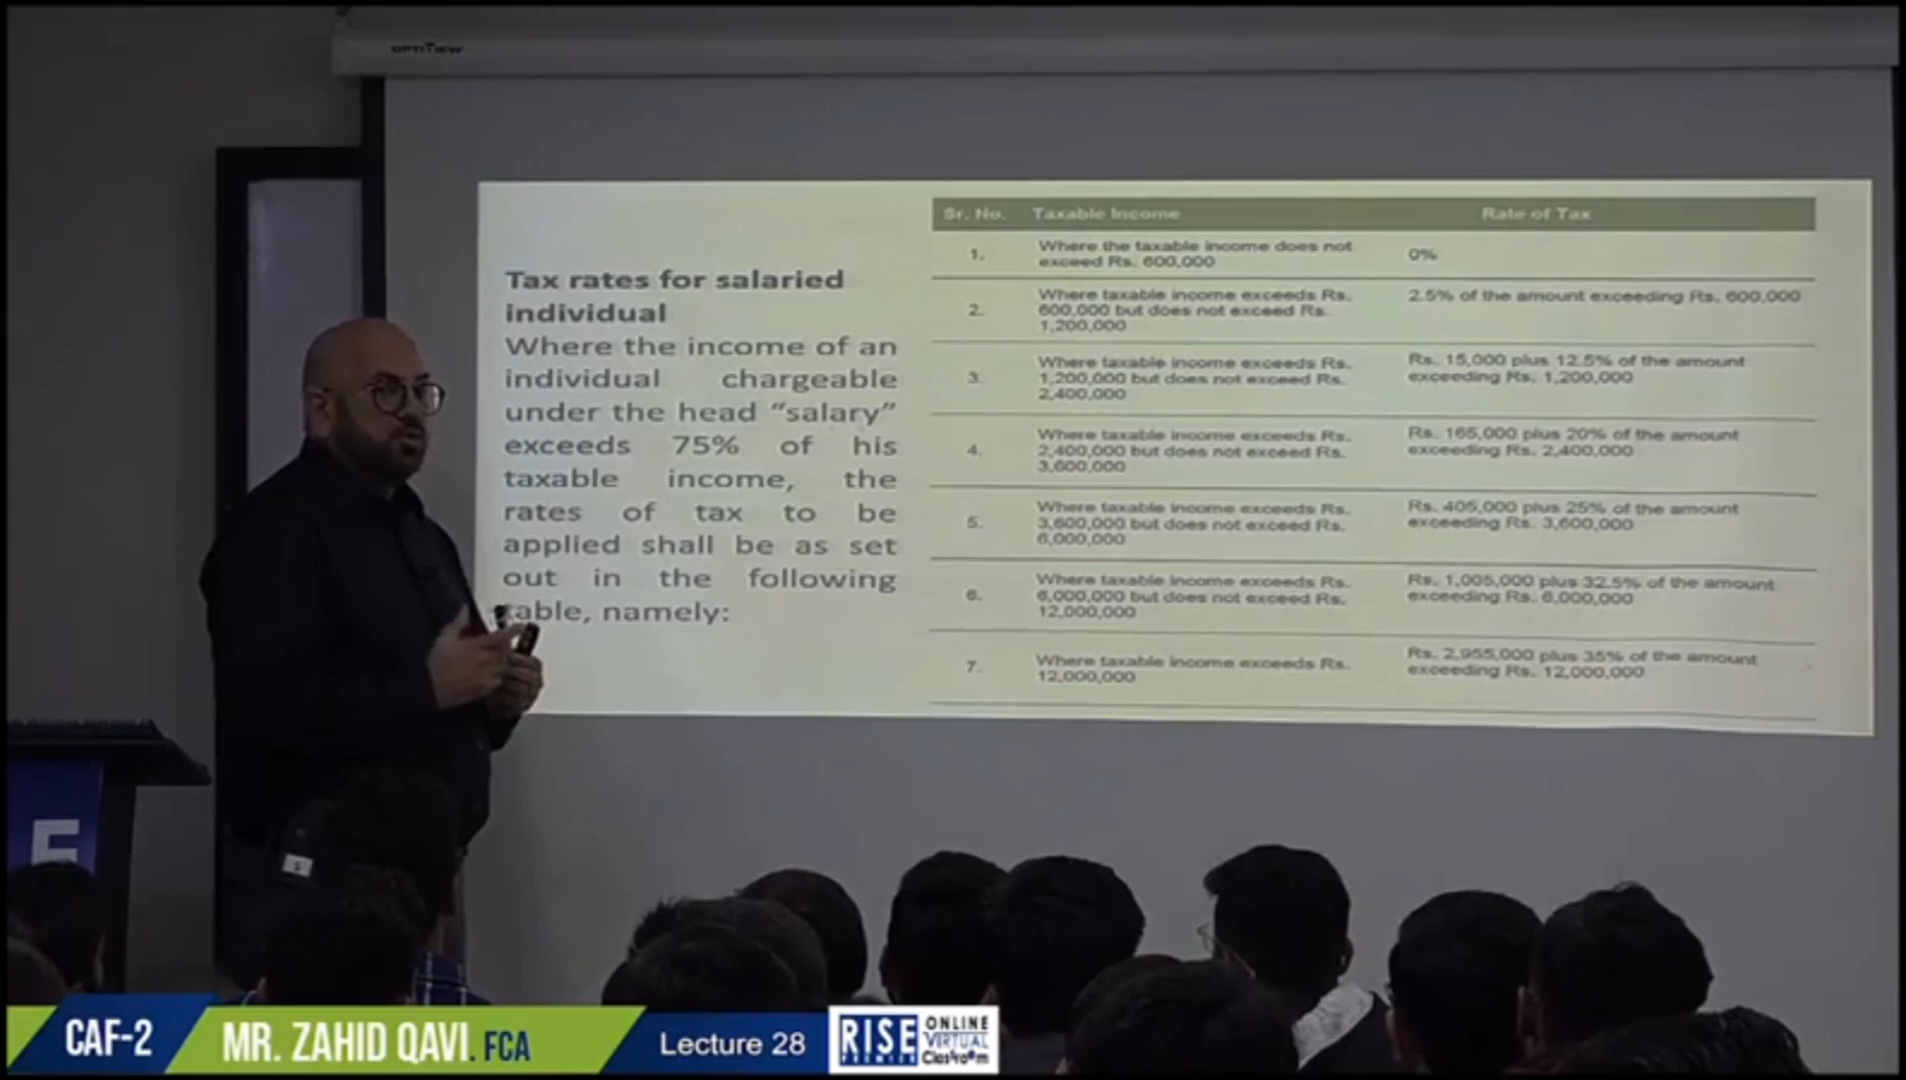 OPTIVIEW
Tax rates for salaried
individual
Where the income of an
individual chargeable
under the head “salary”
exceeds 75% of his
taxable income, the
rates of tax to be
applied shall be as set
out in the following
table, namely:
Sr. No. Taxable Income Rate of Tax
1. Where the taxable income does not
exceed Rs. 600,000
0%
2. Where taxable income exceeds Rs.
600,000 but does not exceed Rs.
1,200,000
2.5% of the amount exceeding Rs. 600,000
3. Where taxable income exceeds Rs.
1,200,000 but does not exceed Rs.
2,400,000
Rs. 15,000 plus 12.5% of the amount
exceeding Rs. 1,200,000
4. Where taxable income exceeds Rs.
2,400,000 but does not exceed Rs.
3,600,000
Rs. 165,000 plus 20% of the amount
exceeding Rs. 2,400,000
5. Where taxable income exceeds Rs.
3,600,000 but does not exceed Rs.
6,000,000
Rs. 405,000 plus 25% of the amount
exceeding Rs. 3,600,000
6. Where taxable income exceeds Rs.
6,000,000 but does not exceed Rs.
12,000,000
Rs. 1,005,000 plus 32.5% of the amount
exceeding Rs. 6,000,000
7. Where taxable income exceeds Rs.
12,000,000
Rs. 2,955,000 plus 35% of the amount
exceeding Rs. 12,000,000
E
CAF-2
MR. ZAHID QAVI. FCA
Lecture 28
RISE
PREMIER
ONLINE
VIRTUAL
Classroom